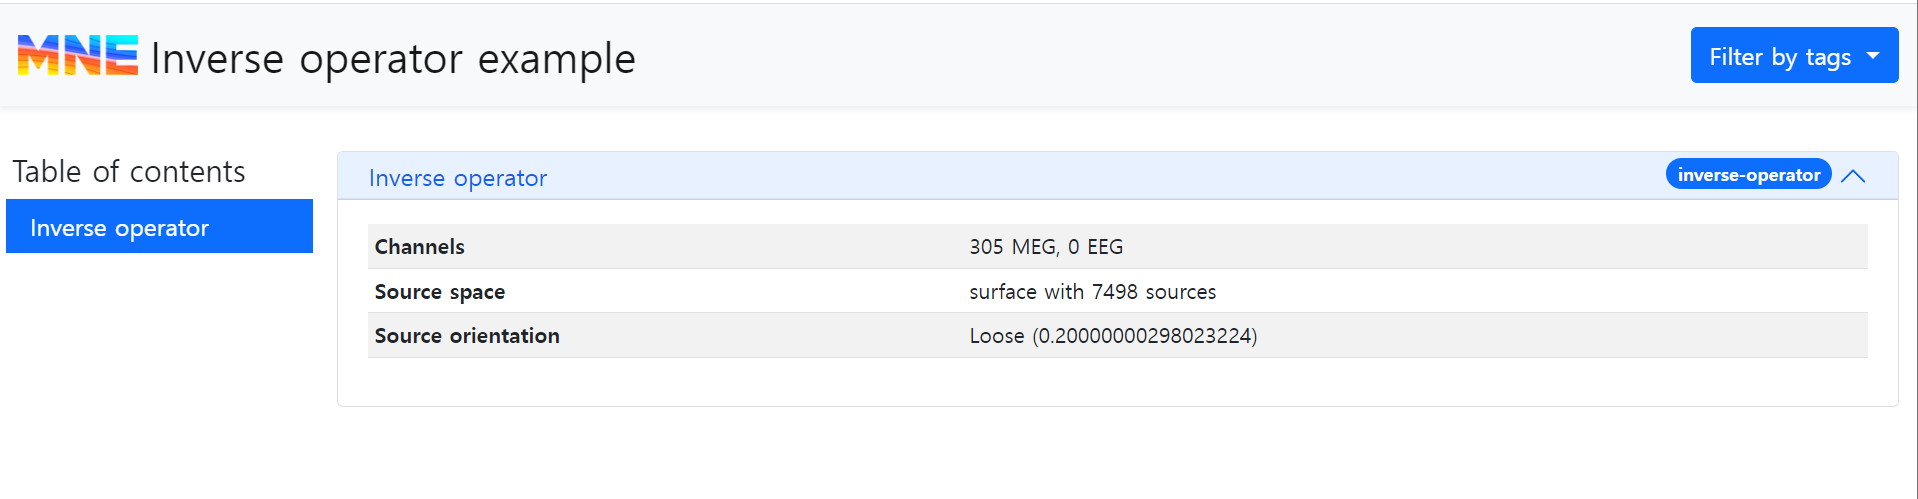 MNE Inverse operator example
Filter by tags
Table of contents
Inverse operator
Inverse operator
inverse-operator
Channels 305 MEG, 0 EEG
Source space surface with 7498 sources
Source orientation Loose (0.20000000298023224)